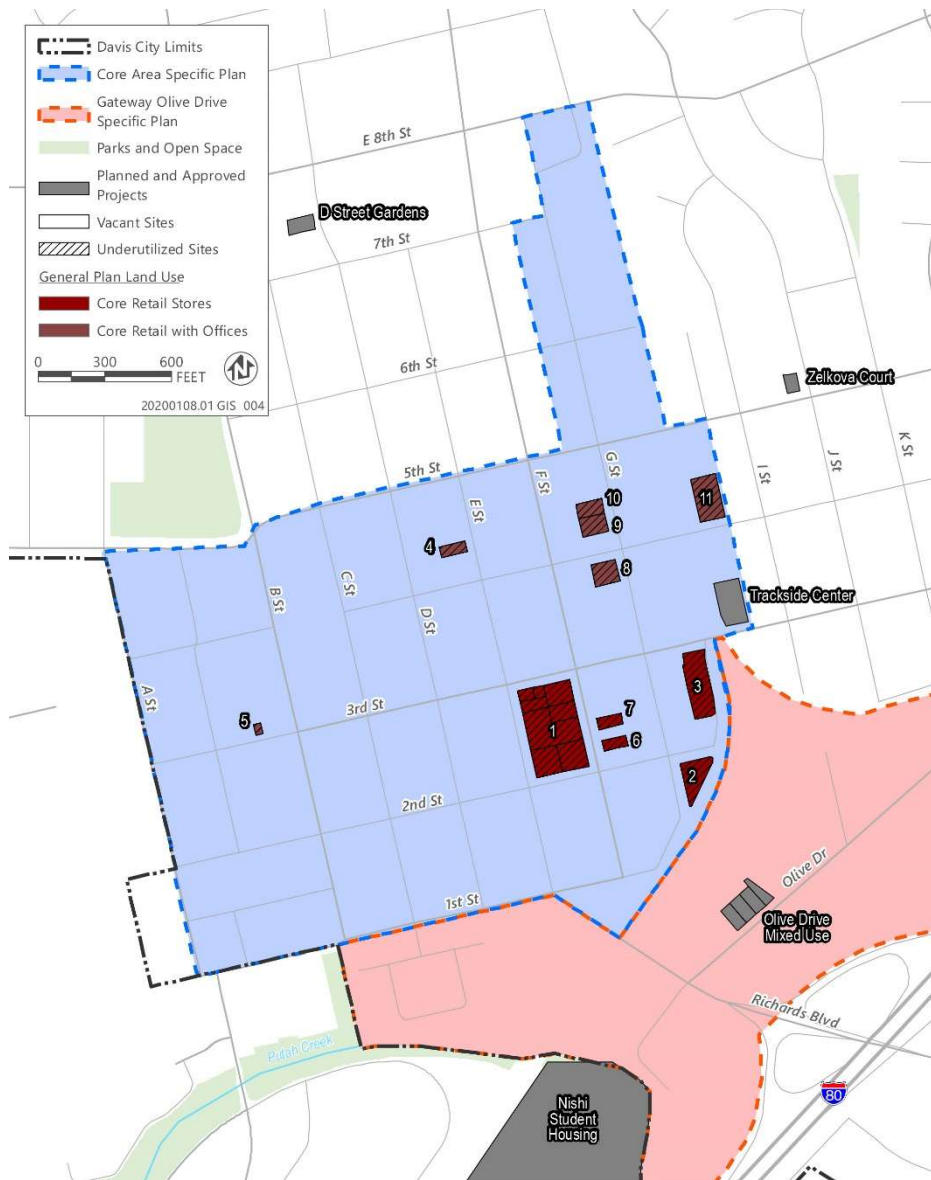 Davis City Limits
Core Area Specific Plan
Gateway Olive Drive
Specific Plan
Parks and Open Space
Planned and Approved
Projects
Vacant Sites
Underutilized Sites
General Plan Land Use
Core Retail Stores
Core Retail with Offices
0 300 600
FEET
N
20200108.01 GIS 004
E 8th St
D Street Gardens
7th St
6th St
Zelkova Court
5th St
E St
F St
G St
I St
J St
K St
10
9
11
4
8
C St
B St
D St
Trackside Center
A St
3rd St
5
3
7
1
6
2
2nd St
1st St
Olive Dr
Olive Drive
Mixed Use
Richards Blvd
Putah Creek
80
Nishi
Student
Housing